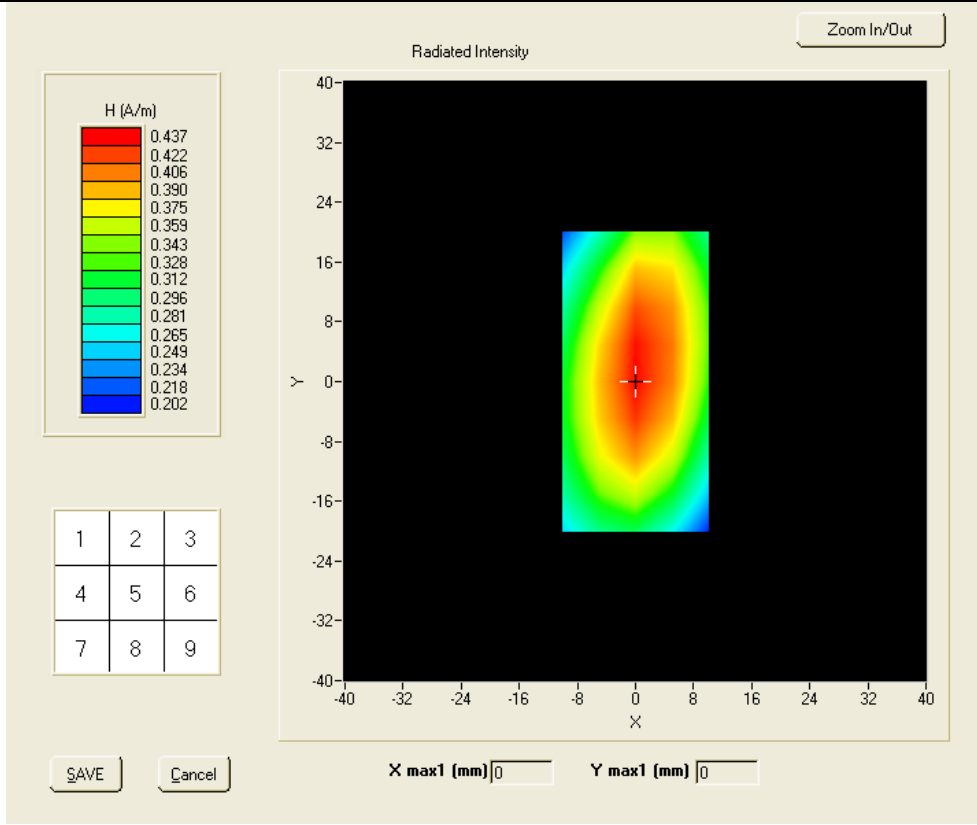 Zoom In/Out
Radiated Intensity
H (A/m)
0.437
0.422
0.406
0.390
0.375
0.359
0.343
0.328
0.312
0.296
0.281
0.265
0.249
0.234
0.218
0.202
40
32
24
16
8
0
-8
-16
-24
-32
-40
Y
-40 -32 -24 -16 -8 0 8 16 24 32 40
X
1 2 3
4 5 6
7 8 9
SAVE Cancel
X max1 (mm) 0 Y max1 (mm) 0